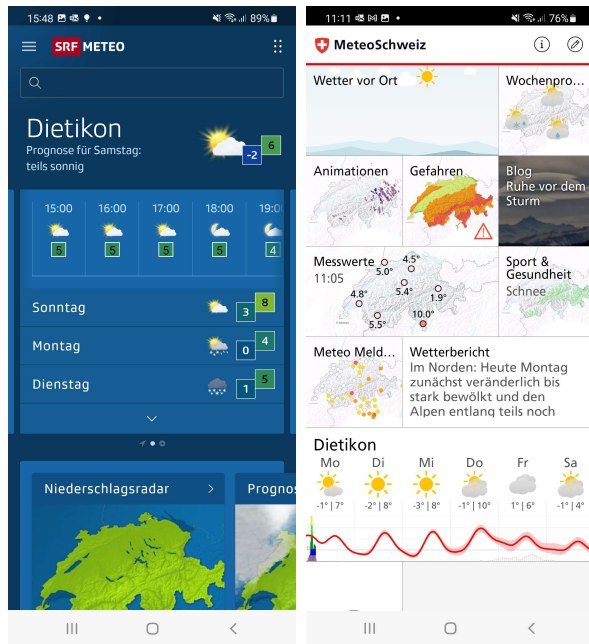 15:48
89%
SRF METEO
Dietikon
Prognose für Samstag:
teils sonnig
-2 6
15:00 16:00 17:00 18:00 19:0
5 5 5 5 4
Sonntag 3 8
Montag 0 4
Dienstag 1 5
Niederschlagsradar
Prognos
11:11
76%
MeteoSchweiz
Wetter vor Ort
Wochenpro...
Animationen
Gefahren
Blog
Ruhe vor dem
Sturm
Messwerte
11:05
5.0° 4.5°
4.8° 5.4° 1.9°
5.5° 10.0°
Sport &
Gesundheit
Schnee
Meteo Meld...
Wetterbericht
Im Norden: Heute Montag
zunächst veränderlich bis
stark bewölkt und den
Alpen entlang teils noch
Dietikon
Mo Di Mi Do Fr Sa
-1°|7° -2°|8° -3°|8° -1°|10° 1°|6° -1°|4°